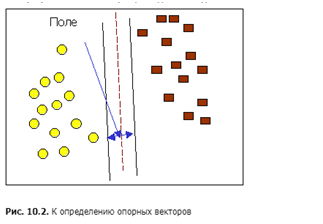 Поле
Рис. 10.2. К определению опорных векторов